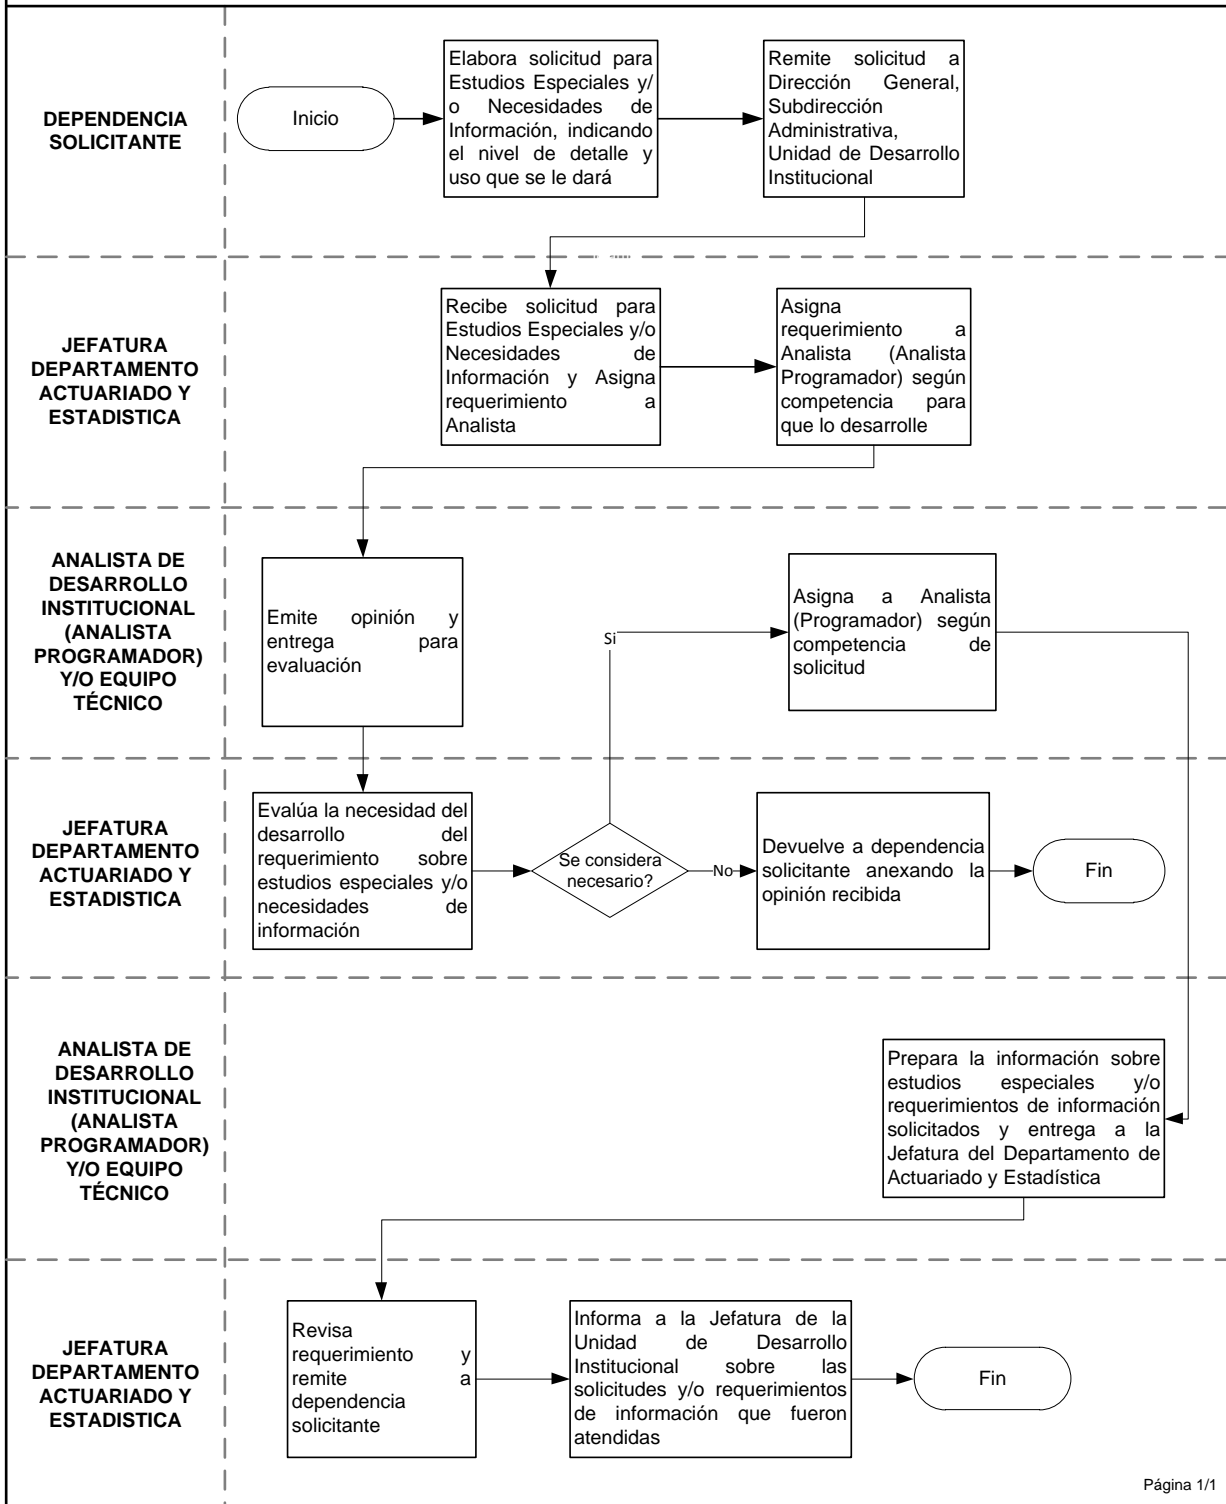 DEPENDENCIA
SOLICITANTE
Inicio
Elabora solicitud para
Estudios Especiales y/
o Necesidades de
Información, indicando
el nivel de detalle y
uso que se le dará
Remite solicitud a
Dirección General,
Subdirección
Administrativa,
Unidad de Desarrollo
Institucional
JEFATURA
DEPARTAMENTO
ACTUARIADO Y
ESTADISTICA
Recibe solicitud para
Estudios Especiales y/o
Necesidades de
Información y Asigna
requerimiento a
Analista
Asigna
requerimiento a
Analista (Analista
Programador) según
competencia para
que lo desarrolle
ANALISTA DE
DESARROLLO
INSTITUCIONAL
(ANALISTA
PROGRAMADOR)
Y/O EQUIPO
TÉCNICO
Emite opinión y
entrega para
evaluación
Si
Asigna a Analista
(Programador) según
competencia de
solicitud
JEFATURA
DEPARTAMENTO
ACTUARIADO Y
ESTADISTICA
Evalúa la necesidad del
desarrollo del
requerimiento sobre
estudios especiales y/o
necesidades de
información
Se considera
necesario?
No
Devuelve a dependencia
solicitante anexando la
opinión recibida
Fin
ANALISTA DE
DESARROLLO
INSTITUCIONAL
(ANALISTA
PROGRAMADOR)
Y/O EQUIPO
TÉCNICO
Prepara la información sobre
estudios especiales y/o
requerimientos de información
solicitados y entrega a la
Jefatura del Departamento de
Actuariado y Estadística
JEFATURA
DEPARTAMENTO
ACTUARIADO Y
ESTADISTICA
Revisa
requerimiento y
remite a
dependencia
solicitante
Informa a la Jefatura de la
Unidad de Desarrollo
Institucional sobre las
solicitudes y/o requerimientos
de información que fueron
atendidas
Fin
Página 1/1